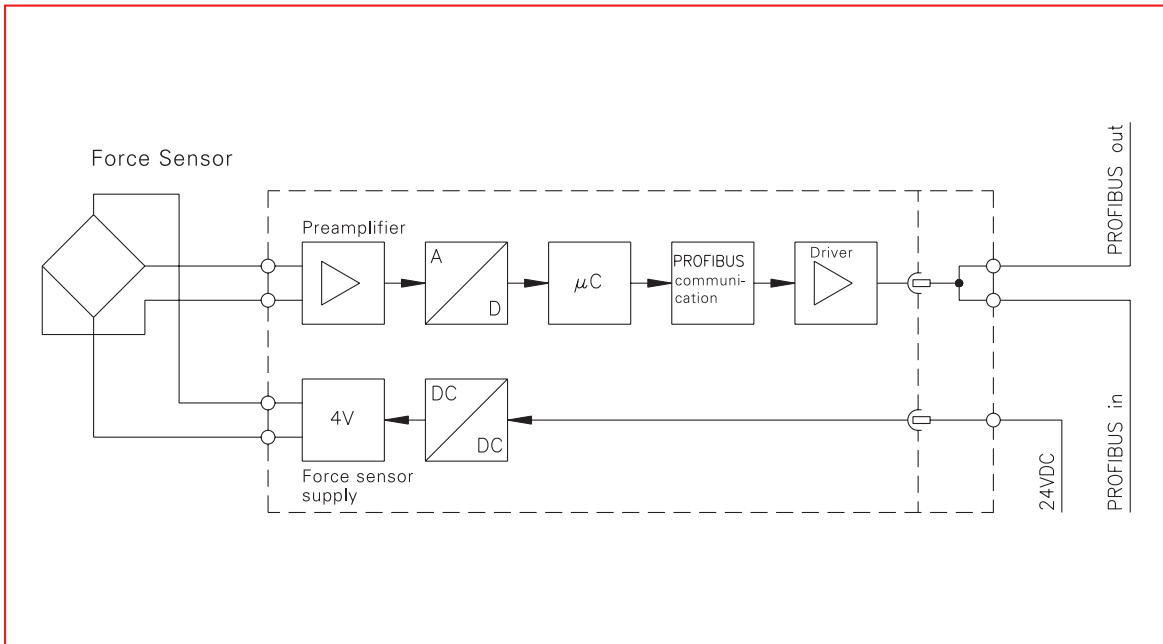 Force Sensor
Preamplifier
A
D
μC
PROFIBUS
communi-
cation
Driver
4V
Force sensor
supply
DC
DC
PROFIBUS out
24VDC
PROFIBUS in